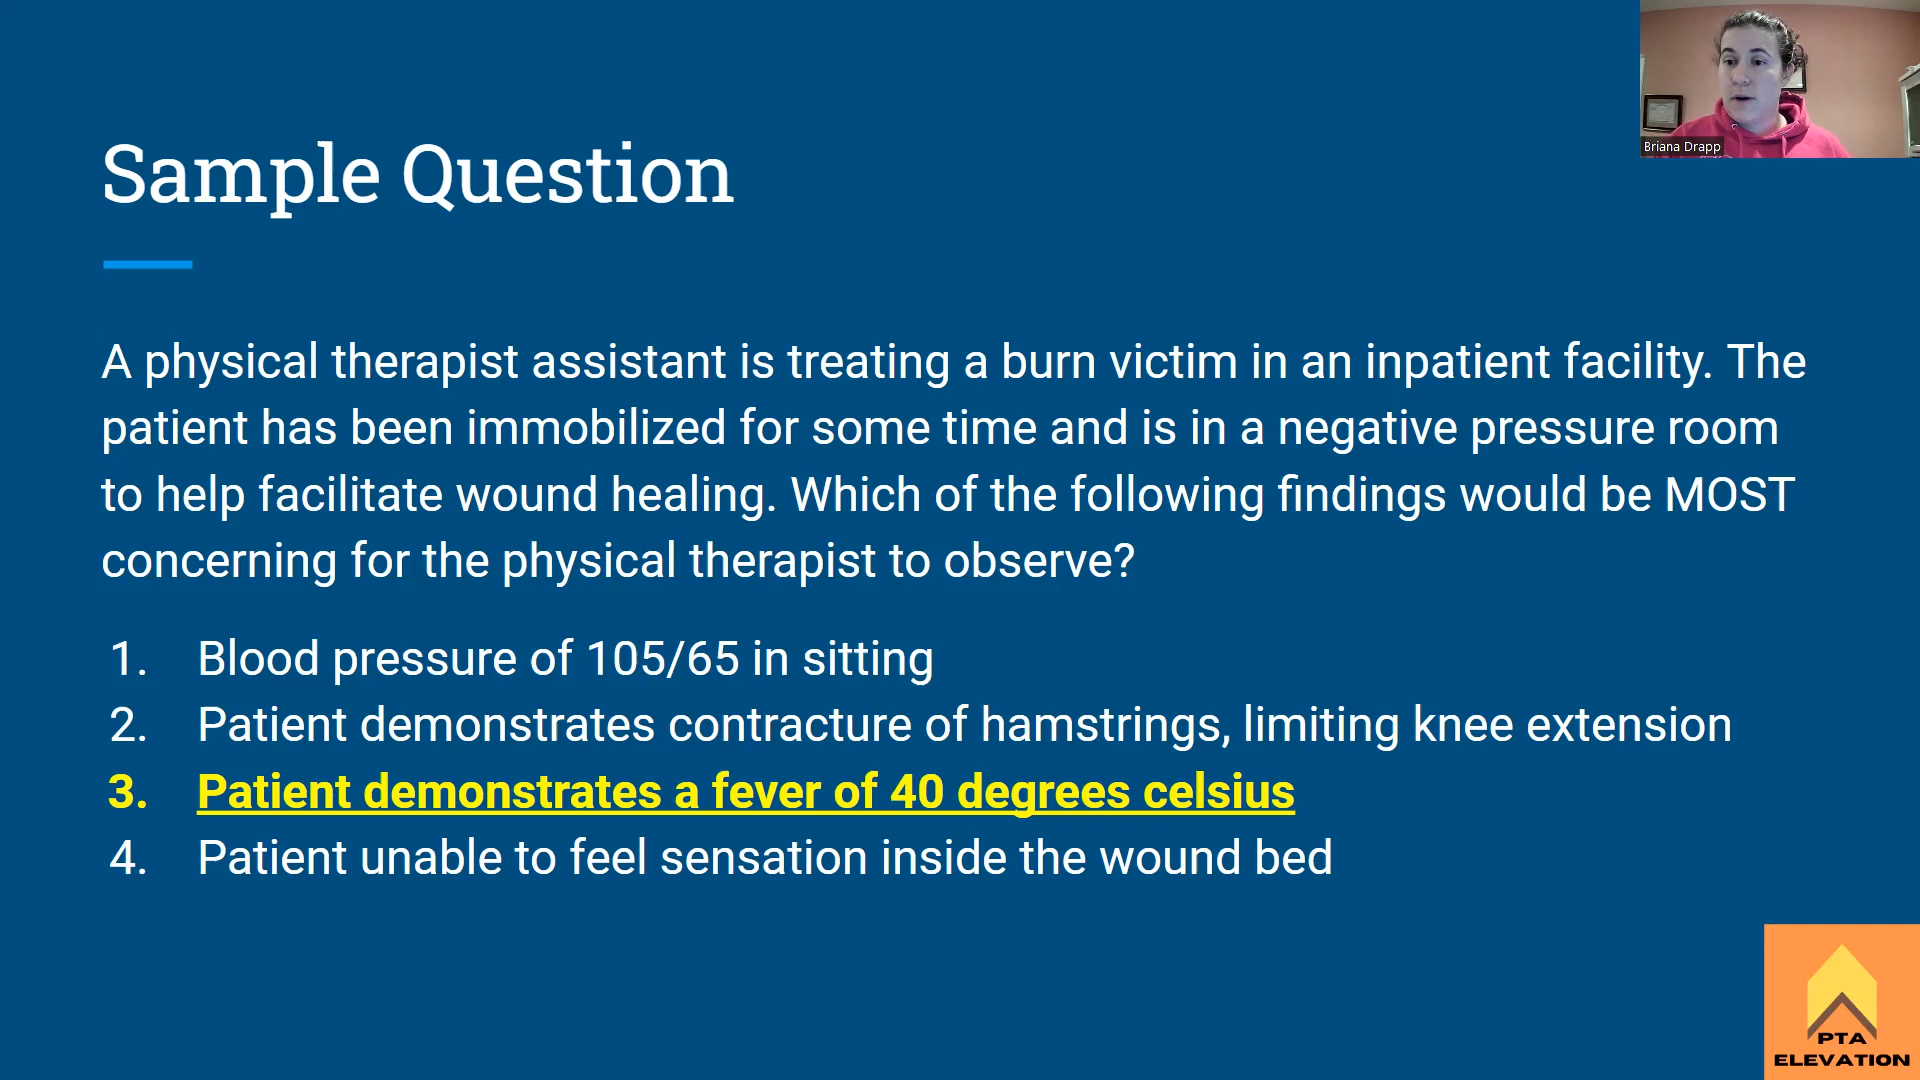 Briana Drapp
Sample Question
A physical therapist assistant is treating a burn victim in an inpatient facility. The
patient has been immobilized for some time and is in a negative pressure room
to help facilitate wound healing. Which of the following findings would be MOST
concerning for the physical therapist to observe?
1. Blood pressure of 105/65 in sitting
2. Patient demonstrates contracture of hamstrings, limiting knee extension
3. Patient demonstrates a fever of 40 degrees celsius
4. Patient unable to feel sensation inside the wound bed
PTA
ELEVATION